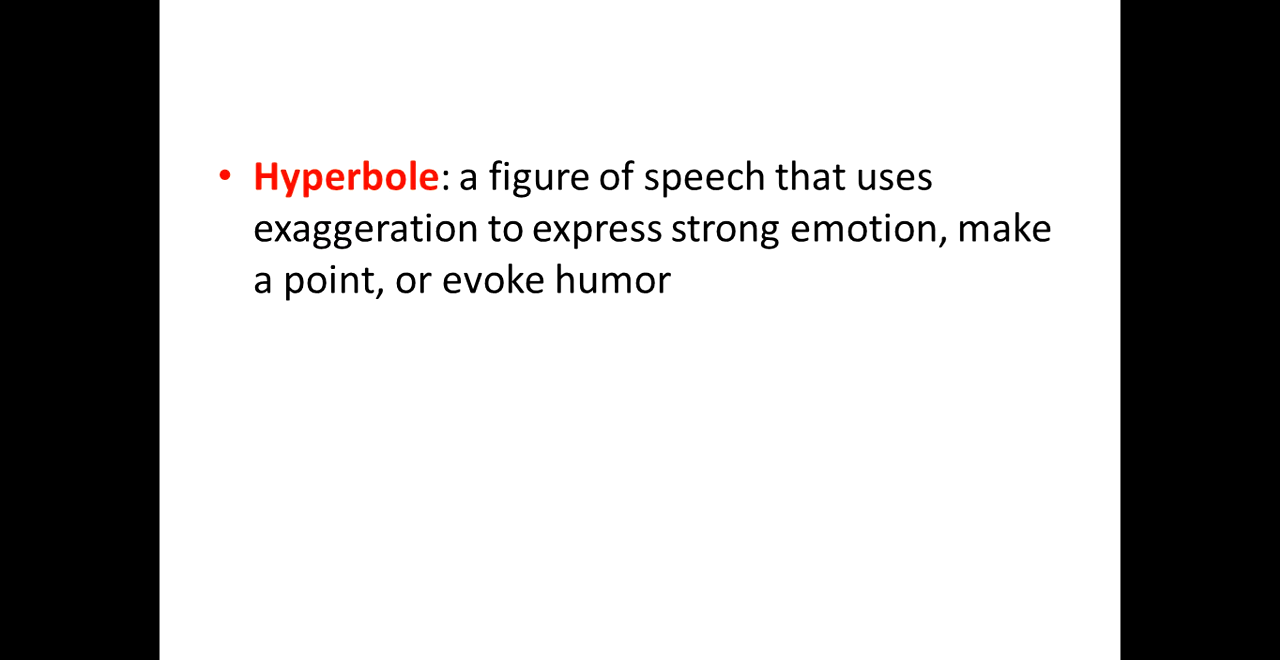 • Hyperbole: a figure of speech that uses
exaggeration to express strong emotion, make
a point, or evoke humor